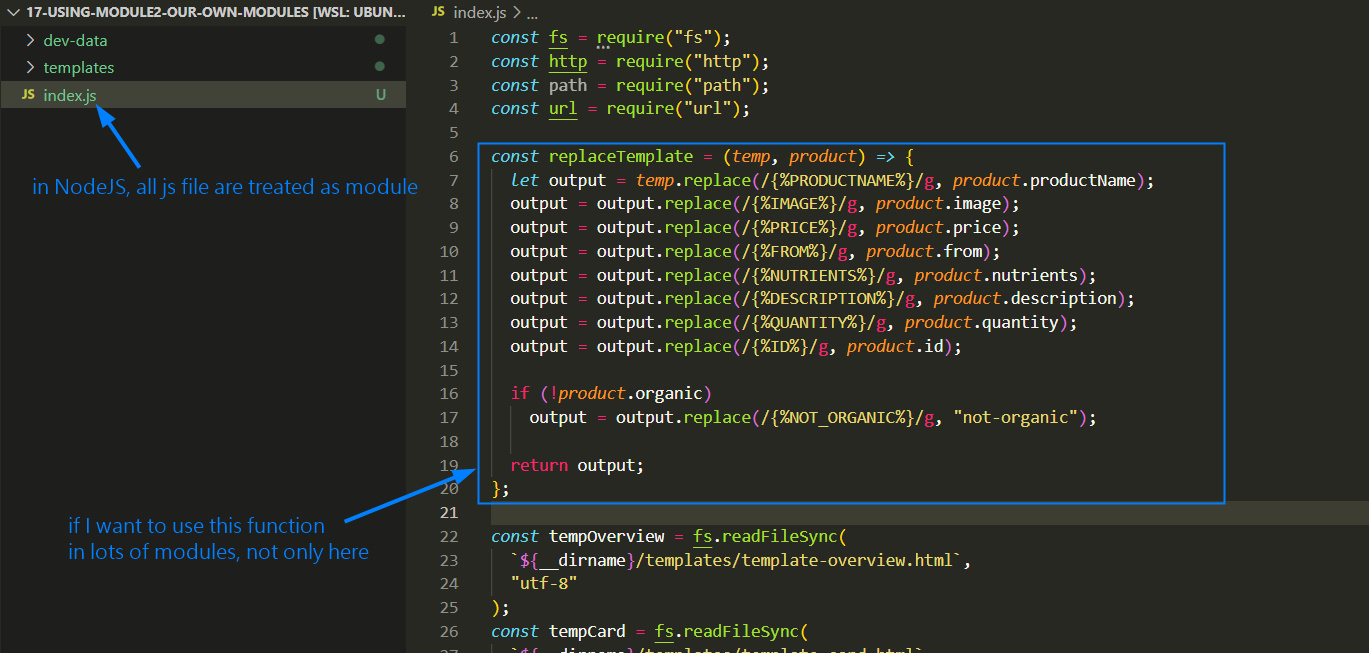 17-USING-MODULE2-OUR-OWN-MODULES [WSL: UBUN...
dev-data
templates
JS index.js U
in NodeJS, all js file are treated as module
if I want to use this function
in lots of modules, not only here
JS index.js > ...
1 const fs = require("fs");
2 const http = require("http");
3 const path = require("path");
4 const url = require("url");
5
6 const replaceTemplate = (temp, product) => {
7 let output = temp.replace(/{%PRODUCTNAME%}/g, product.productName);
8 output = output.replace(/{%IMAGE%}/g, product.image);
9 output = output.replace(/{%PRICE%}/g, product.price);
10 output = output.replace(/{%FROM%}/g, product.from);
11 output = output.replace(/{%NUTRIENTS%}/g, product.nutrients);
12 output = output.replace(/{%DESCRIPTION%}/g, product.description);
13 output = output.replace(/{%QUANTITY%}/g, product.quantity);
14 output = output.replace(/{%ID%}/g, product.id);
15
16 if (!product.organic)
17 output = output.replace(/{%NOT_ORGANIC%}/g, "not-organic");
18
19 return output;
20 };
21
22 const tempOverview = fs.readFileSync(
23 `${__dirname}/templates/template-overview.html`,
24 "utf-8"
25 );
26 const tempCard = fs.readFileSync(
27 `${__dirname}/templates/template-card.html`